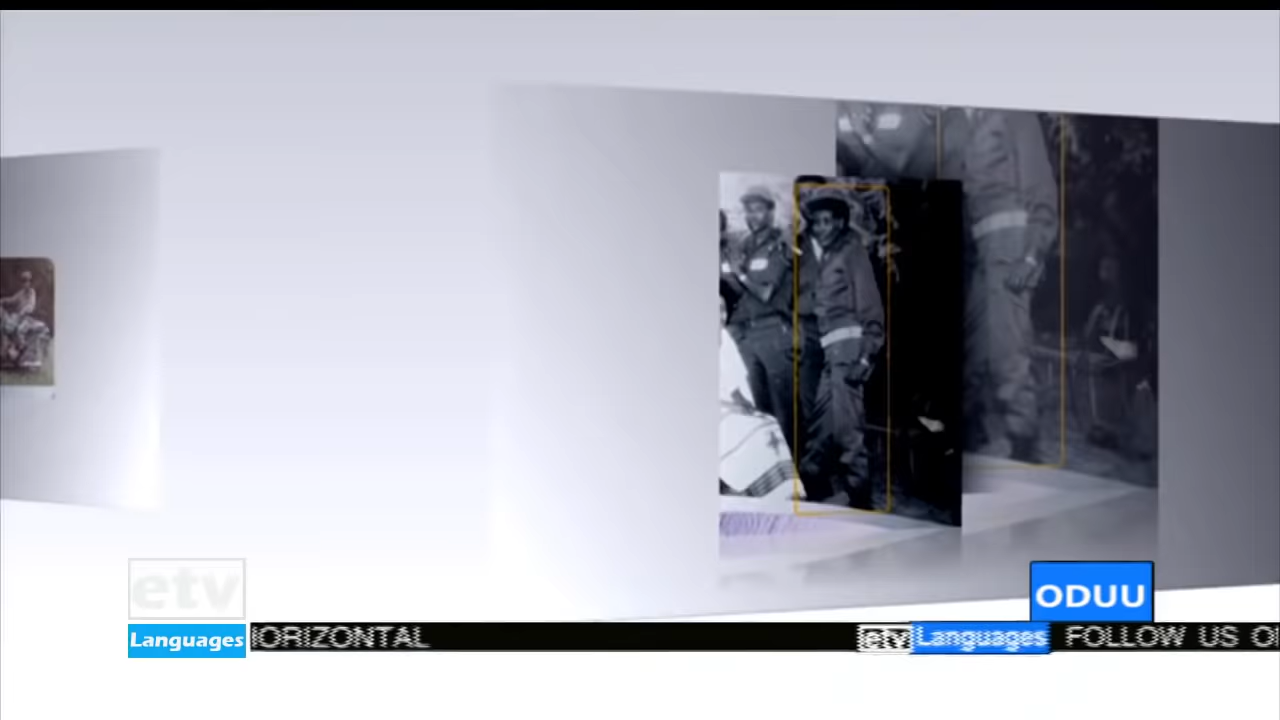 etv
ODUU
Languages
IORIZONTAL
etv Languages
FOLLOW US O